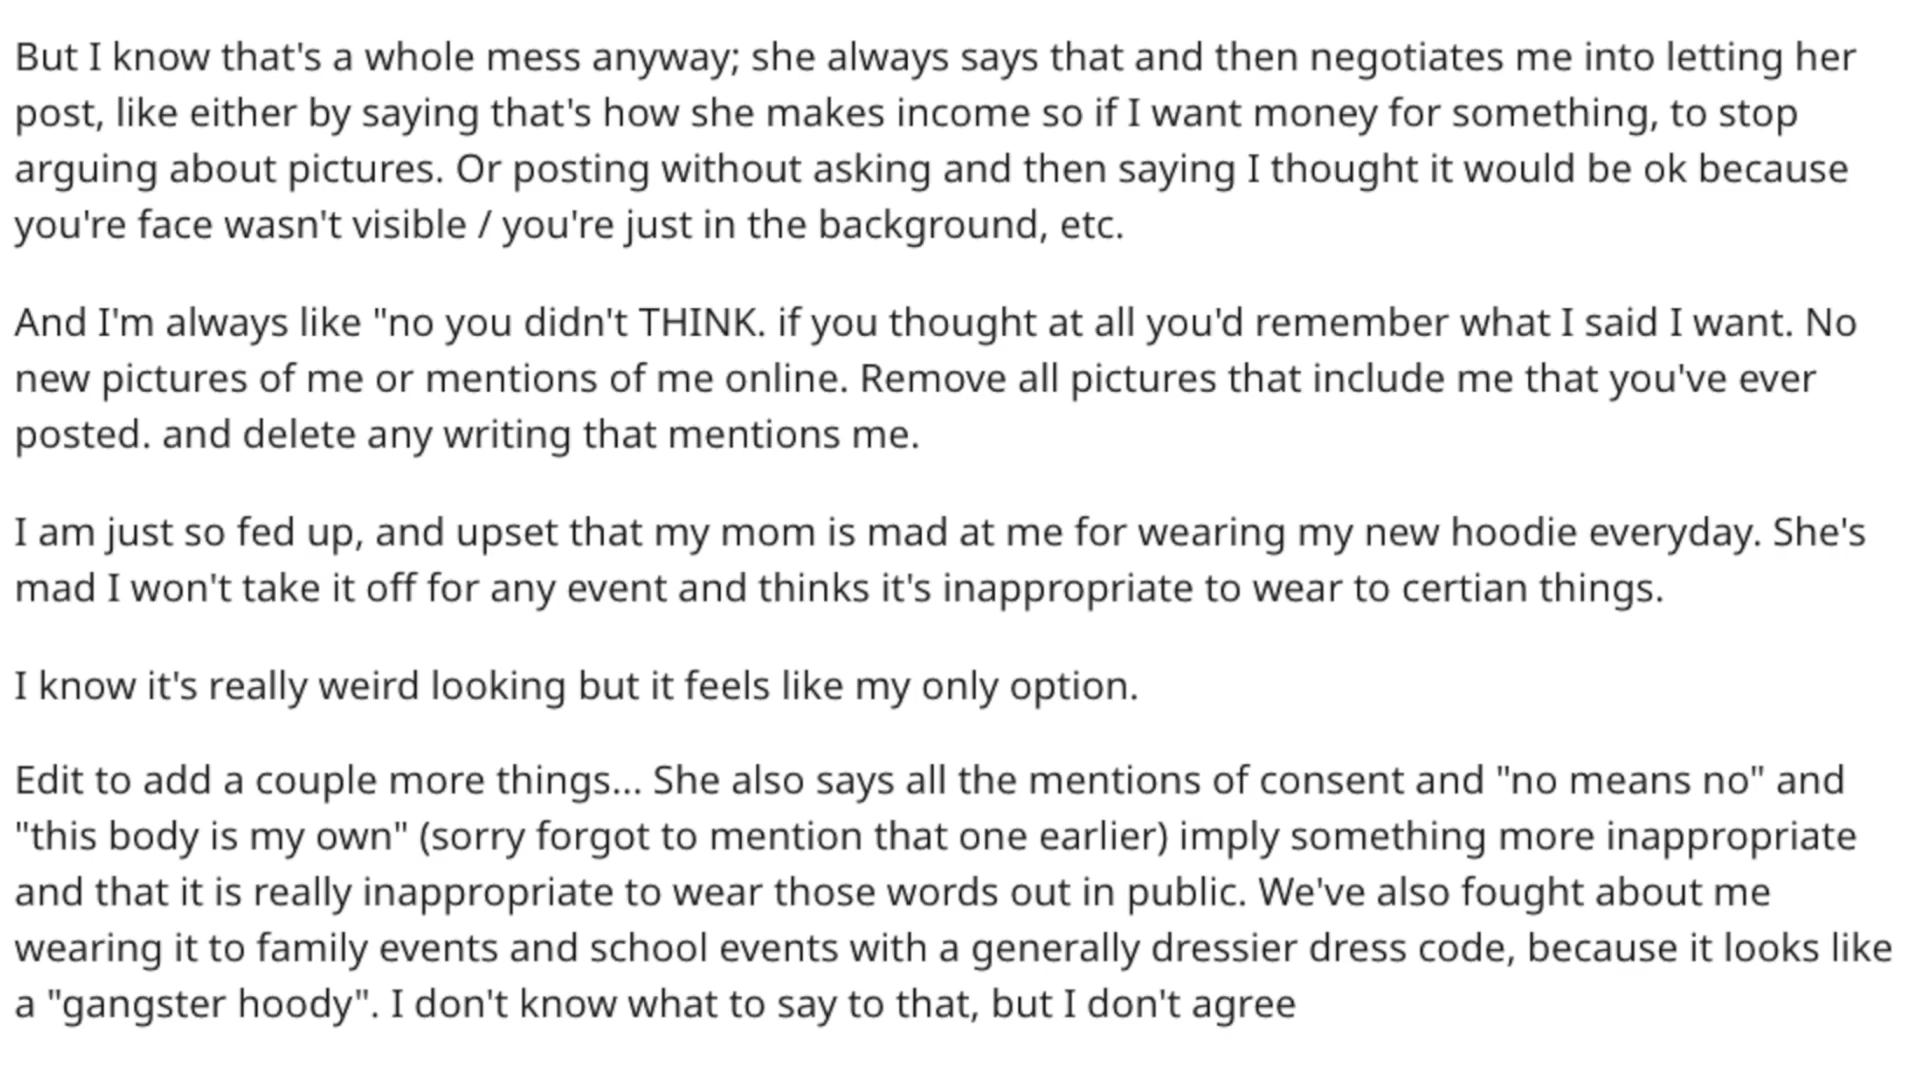 But I know that's a whole mess anyway; she always says that and then negotiates me into letting her
post, like either by saying that's how she makes income so if I want money for something, to stop
arguing about pictures. Or posting without asking and then saying I thought it would be ok because
you're face wasn't visible / you're just in the background, etc.
And I'm always like "no you didn't THINK. if you thought at all you'd remember what I said I want. No
new pictures of me or mentions of me online. Remove all pictures that include me that you've ever
posted. and delete any writing that mentions me.
I am just so fed up, and upset that my mom is mad at me for wearing my new hoodie everyday. She's
mad I won't take it off for any event and thinks it's inappropriate to wear to certian things.
I know it's really weird looking but it feels like my only option.
Edit to add a couple more things... She also says all the mentions of consent and "no means no" and
"this body is my own" (sorry forgot to mention that one earlier) imply something more inappropriate
and that it is really inappropriate to wear those words out in public. We've also fought about me
wearing it to family events and school events with a generally dressier dress code, because it looks like
a "gangster hoody". I don't know what to say to that, but I don't agree